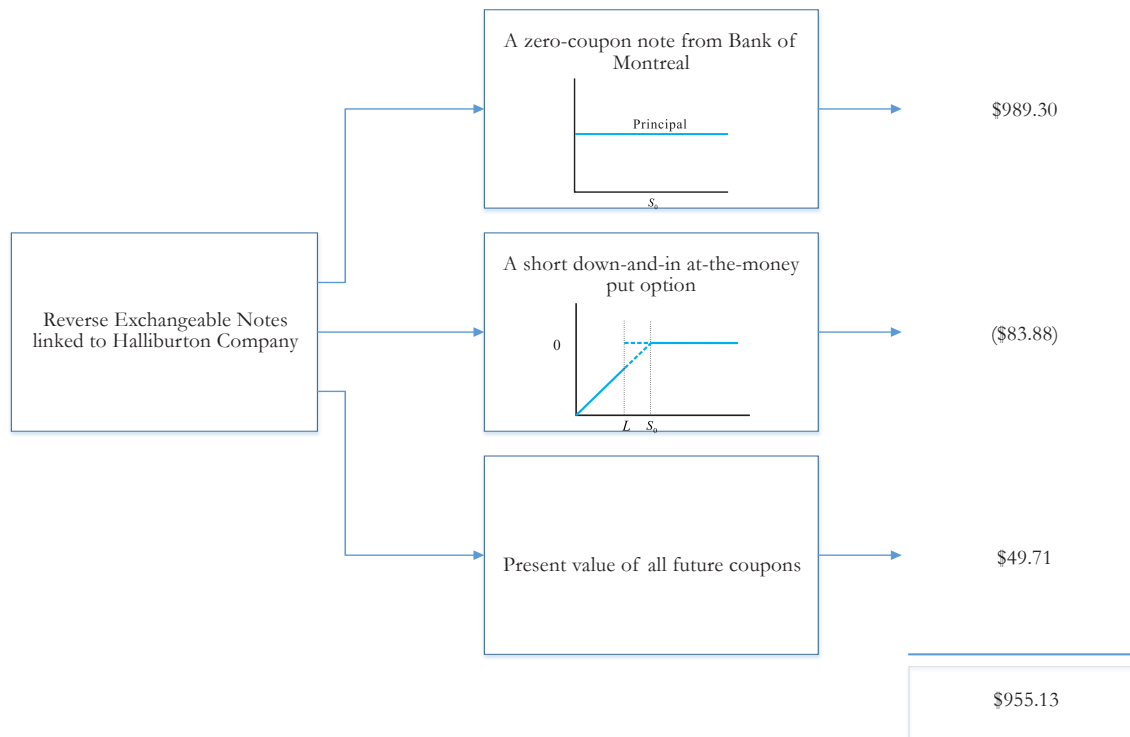 A zero-coupon note from Bank of
Montreal
Principal
S₀
$989.30
Reverse Exchangeable Notes
linked to Halliburton Company
A short down-and-in at-the-money
put option
0
L S₀
($83.88)
Present value of all future coupons
$49.71
$955.13